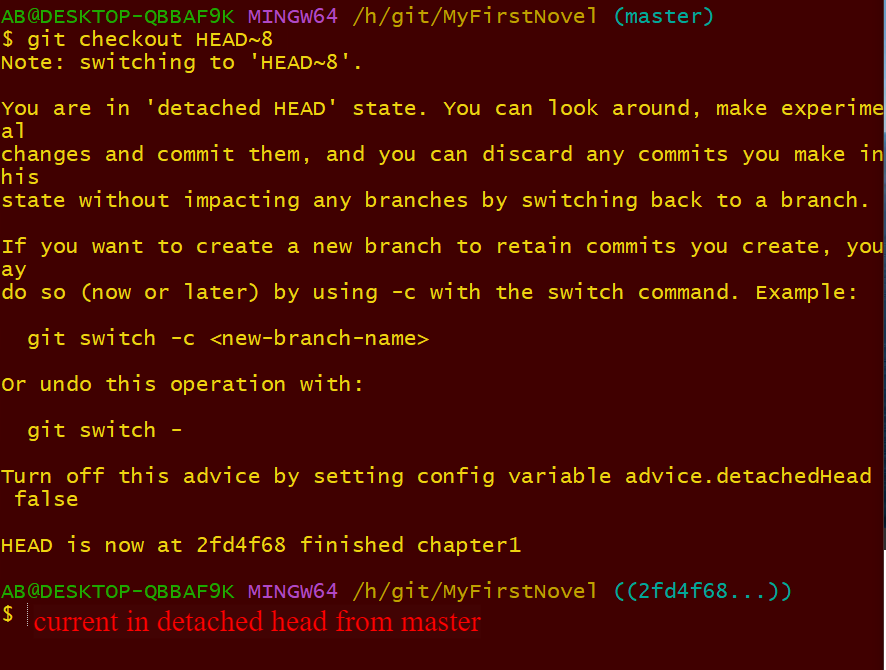 AB@DESKTOP-QBBAF9K MINGW64 /h/git/MyFirstNovel (master)
$ git checkout HEAD~8
Note: switching to 'HEAD~8'.
You are in 'detached HEAD' state. You can look around, make experime
al
changes and commit them, and you can discard any commits you make in
his
state without impacting any branches by switching back to a branch.
If you want to create a new branch to retain commits you create, you
ay
do so (now or later) by using -c with the switch command. Example:
git switch -c <new-branch-name>
Or undo this operation with:
git switch -
Turn off this advice by setting config variable advice.detachedHead
false
HEAD is now at 2fd4f68 finished chapter1
AB@DESKTOP-QBBAF9K MINGW64 /h/git/MyFirstNovel ((2fd4f68...))
$ current in detached head from master